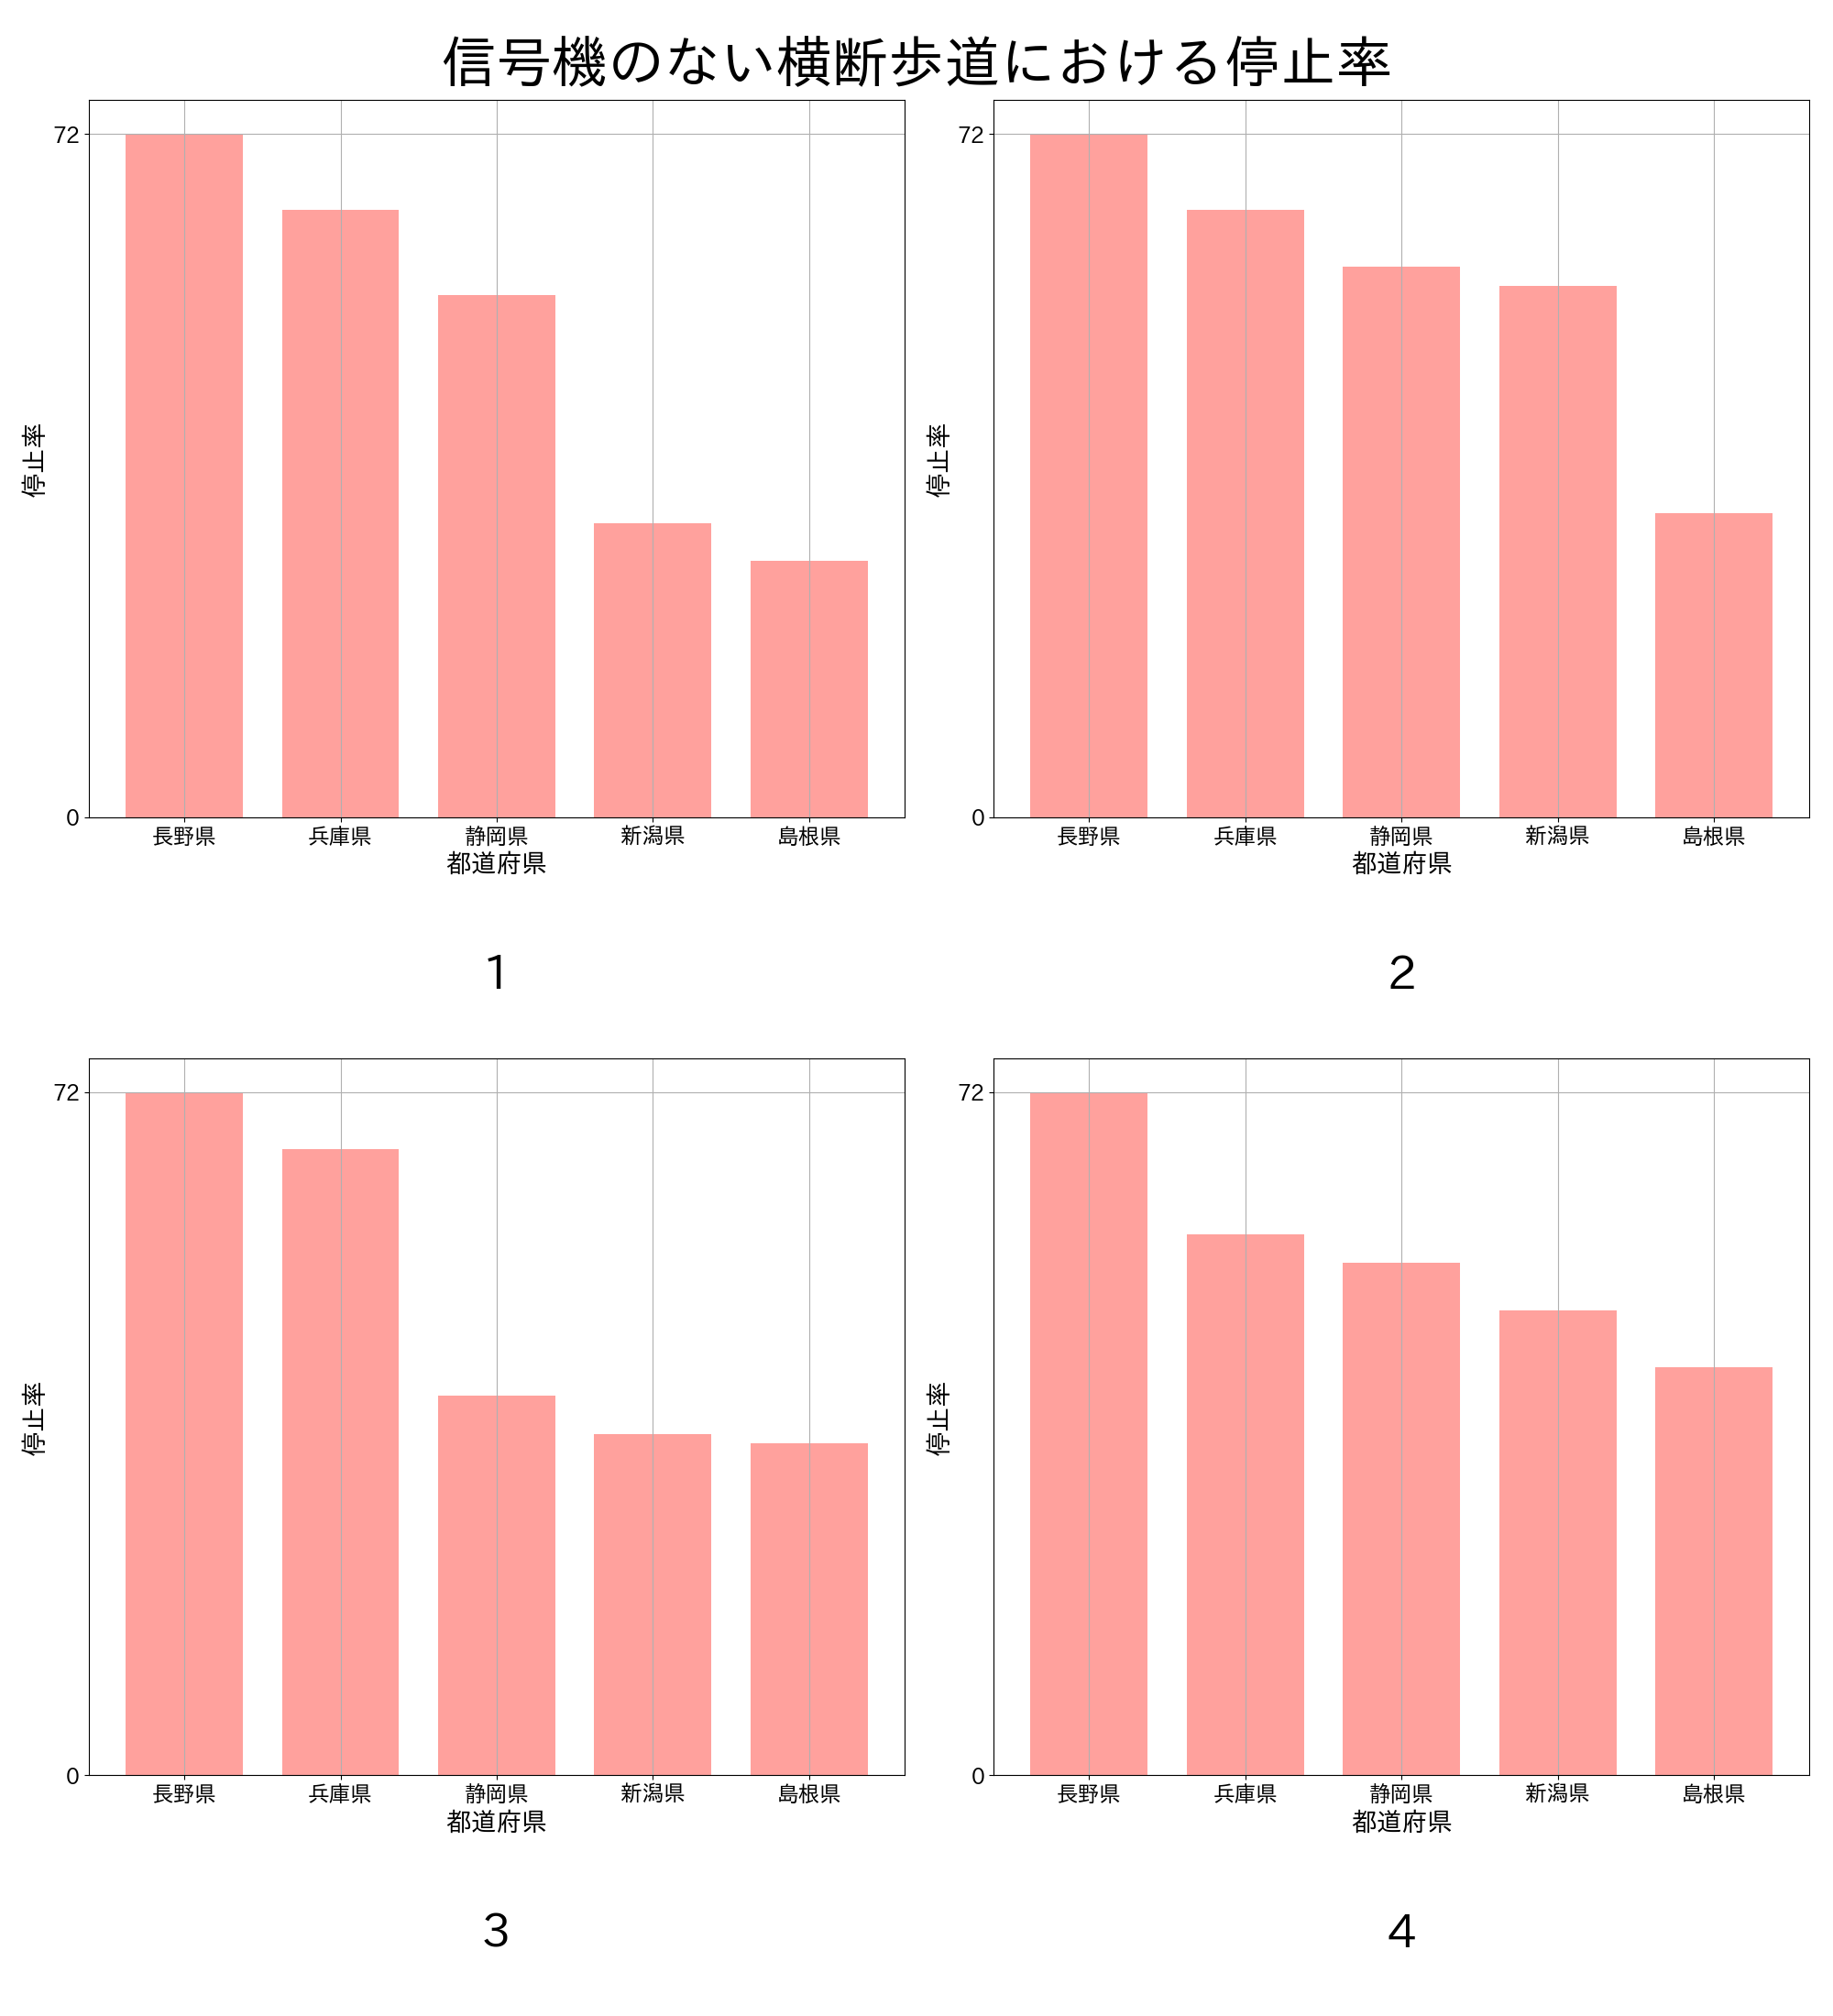 信号機のない横断歩道における停止率
72
停止率
0
長野県 兵庫県 静岡県 新潟県 島根県
都道府県
1
72
停止率
0
長野県 兵庫県 静岡県 新潟県 島根県
都道府県
2
72
停止率
0
長野県 兵庫県 静岡県 新潟県 島根県
都道府県
3
72
停止率
0
長野県 兵庫県 静岡県 新潟県 島根県
都道府県
4